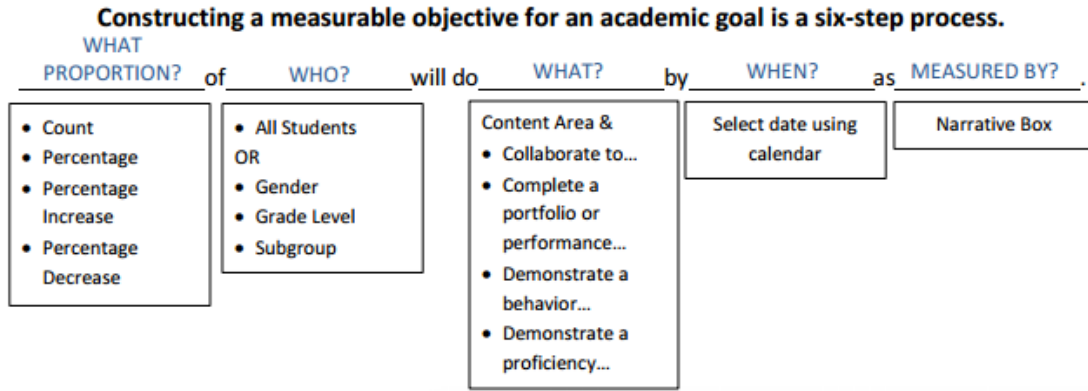 Constructing a measurable objective for an academic goal is a six-step process.
WHAT
PROPORTION? of WHO? will do WHAT? by WHEN? as MEASURED BY? .
• Count
• Percentage
• Percentage
Increase
• Percentage
Decrease
• All Students
OR
• Gender
• Grade Level
• Subgroup
Content Area &
• Collaborate to...
• Complete a
portfolio or
performance...
• Demonstrate a
behavior...
• Demonstrate a
proficiency...
Select date using
calendar
Narrative Box